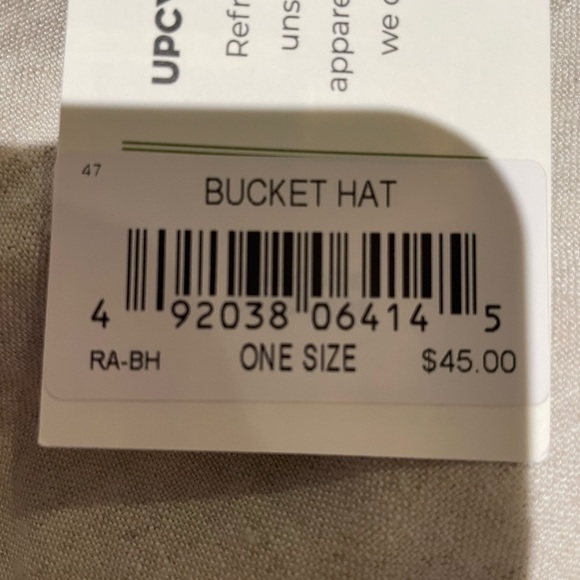 UPCY
Refr
uns
appare
we c
47
BUCKET HAT
4 92038 06414 5
RA-BH ONE SIZE $45.00